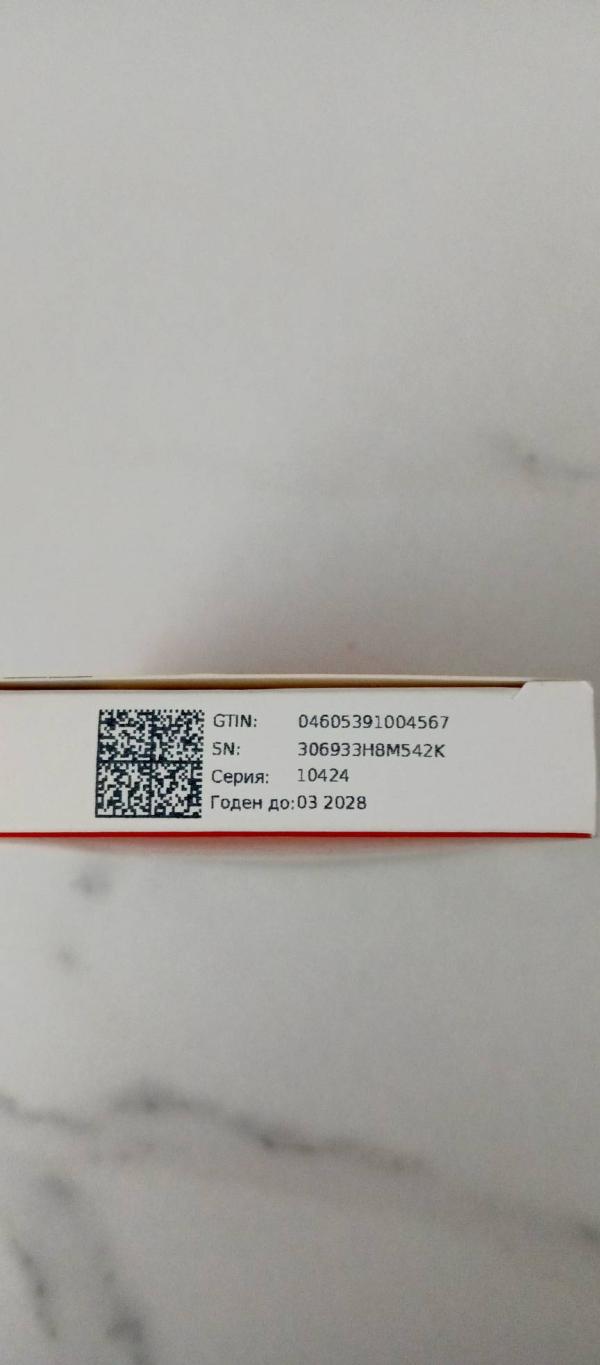 GTIN: 04605391004567
SN: 306933H8M542K
Серия: 10424
Годен до:03 2028